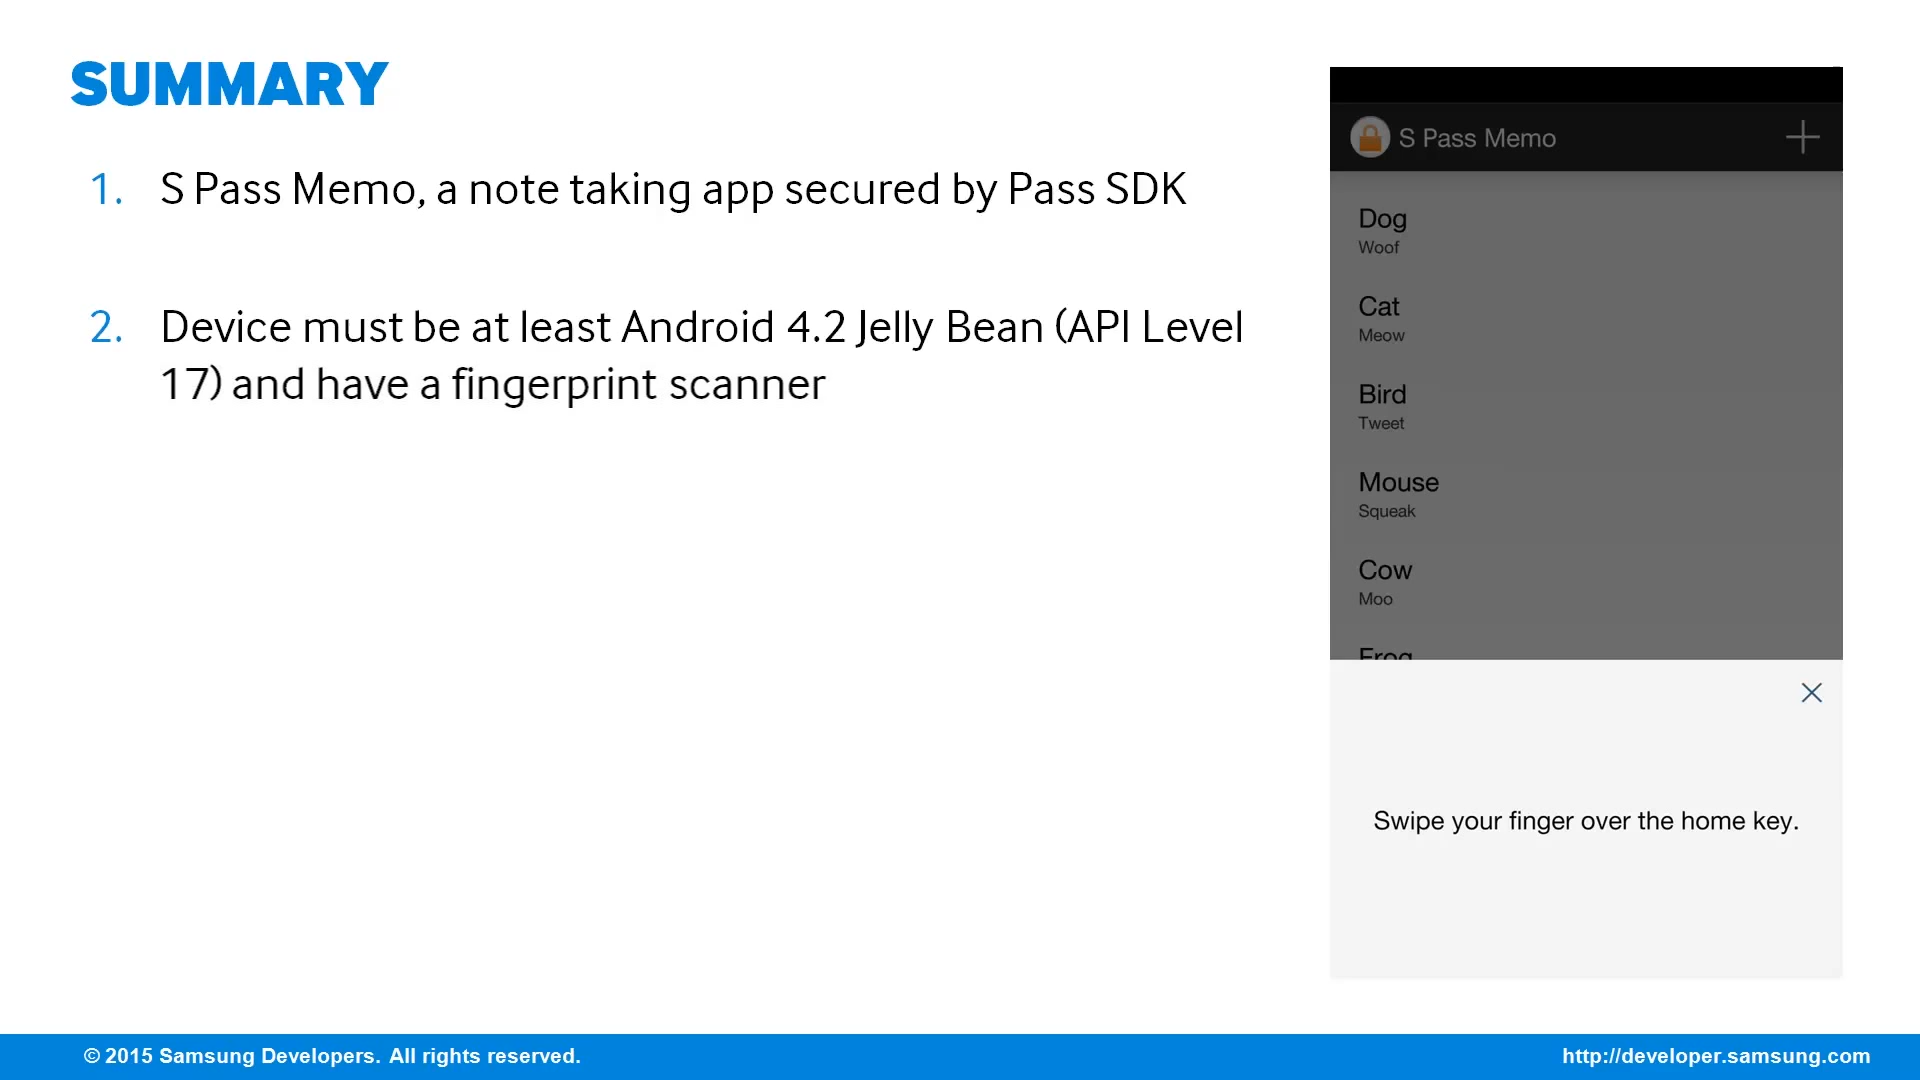 SUMMARY
1. S Pass Memo, a note taking app secured by Pass SDK
2. Device must be at least Android 4.2 Jelly Bean (API Level
17) and have a fingerprint scanner
S Pass Memo
Dog
Woof
Cat
Meow
Bird
Tweet
Mouse
Squeak
Cow
Moo
Frog
Swipe your finger over the home key.
© 2015 Samsung Developers. All rights reserved.
http://developer.samsung.com